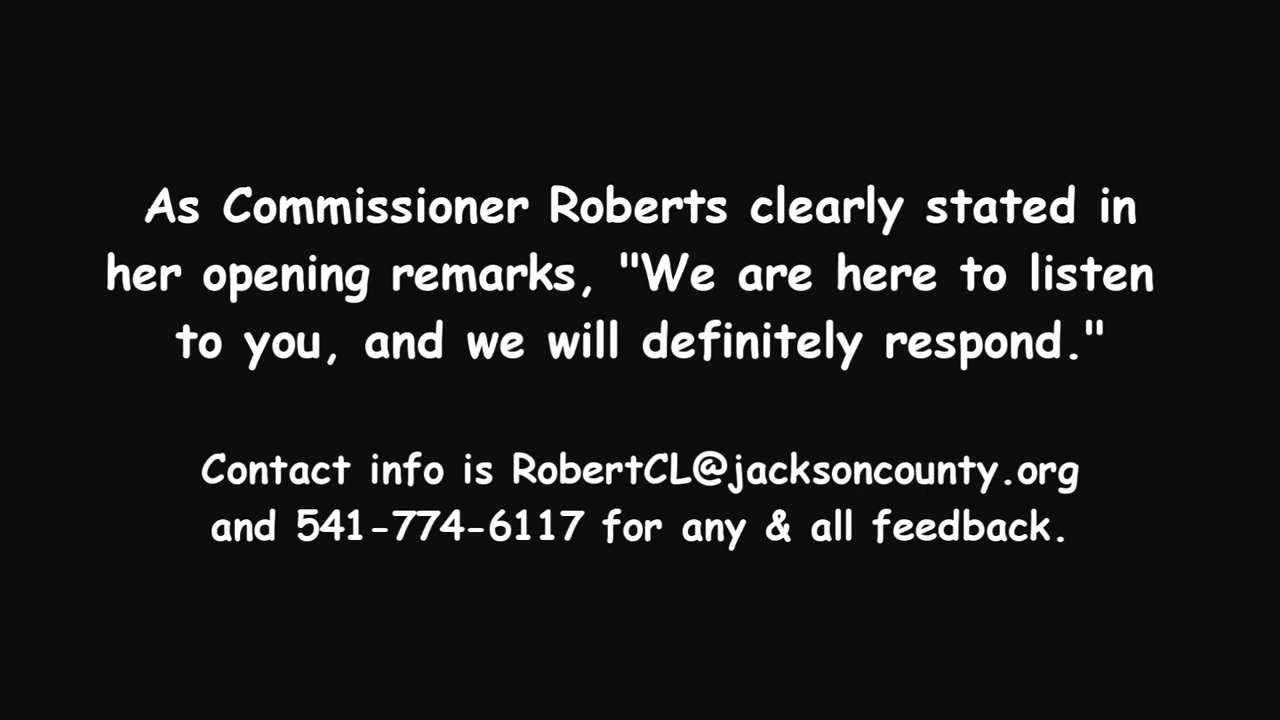 As Commissioner Roberts clearly stated in
her opening remarks, "We are here to listen
to you, and we will definitely respond."
Contact info is RobertCL@jacksoncounty.org
and 541-774-6117 for any & all feedback.